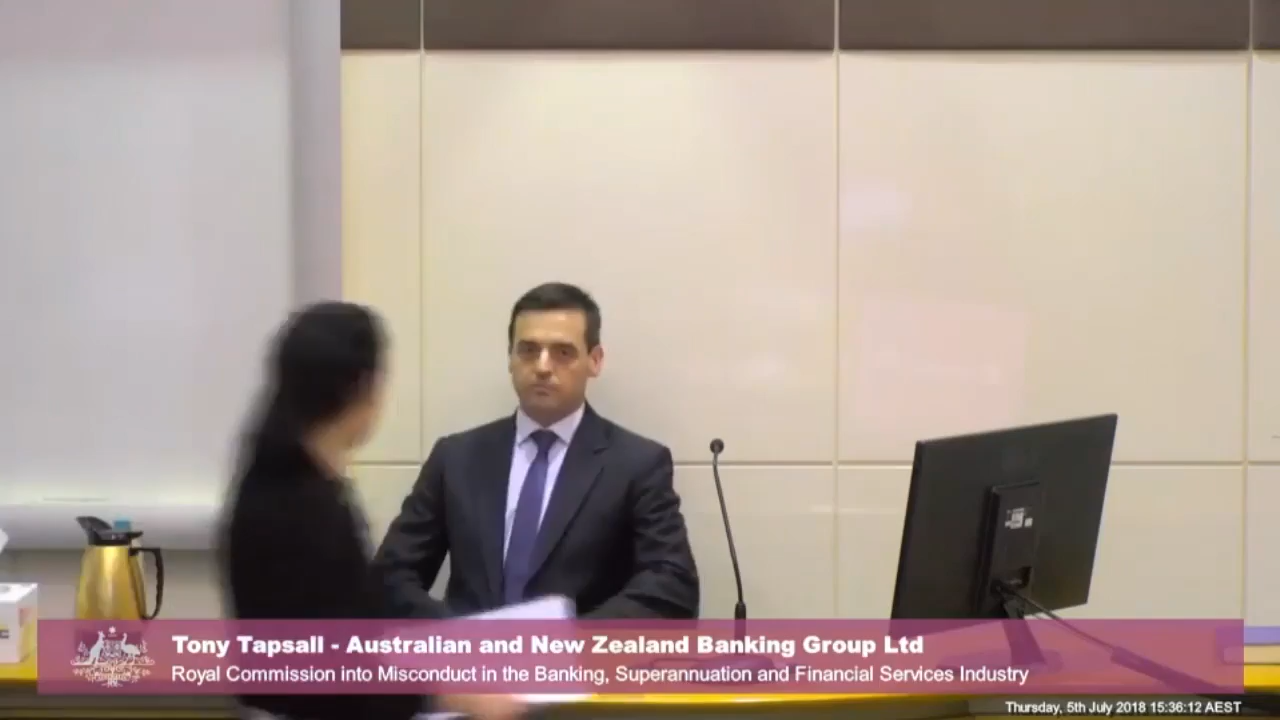 Tony Tapsall - Australian and New Zealand Banking Group Ltd
Royal Commission into Misconduct in the Banking, Superannuation and Financial Services Industry
Thursday, 5th July 2018 15:36:12 AEST